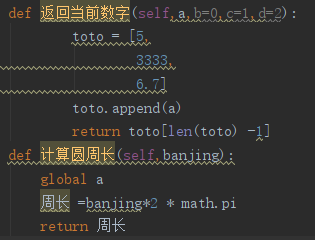 def 返回当前数字(self,a,b=0,c=1,d=2):
toto = [5,
3333,
6.7]
toto.append(a)
return toto[len(toto) -1]
def 计算圆周长(self,banjing):
global a
周长 =banjing*2 * math.pi
return 周长